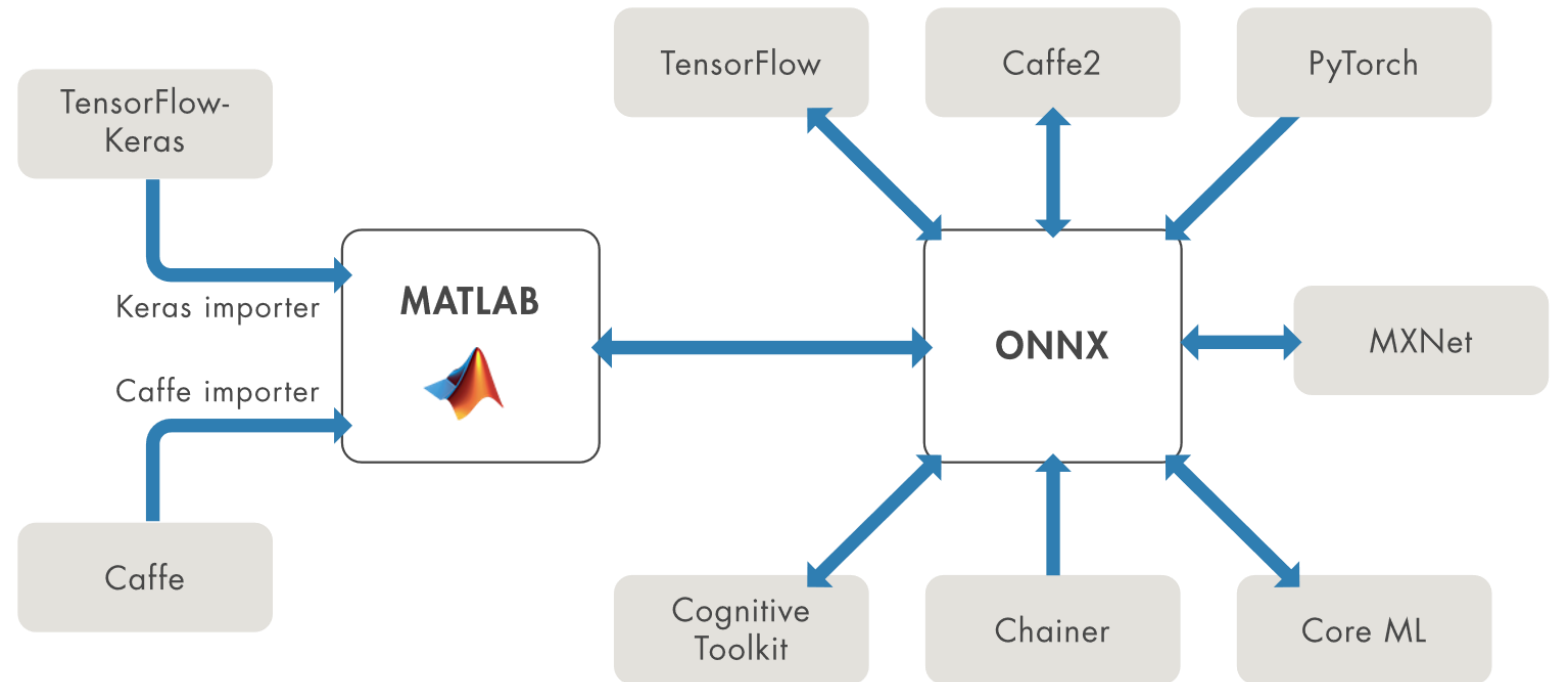 TensorFlow-
Keras
Keras importer
Caffe importer
Caffe
MATLAB
TensorFlow
Caffe2
PyTorch
ONNX
MXNet
Cognitive
Toolkit
Chainer
Core ML